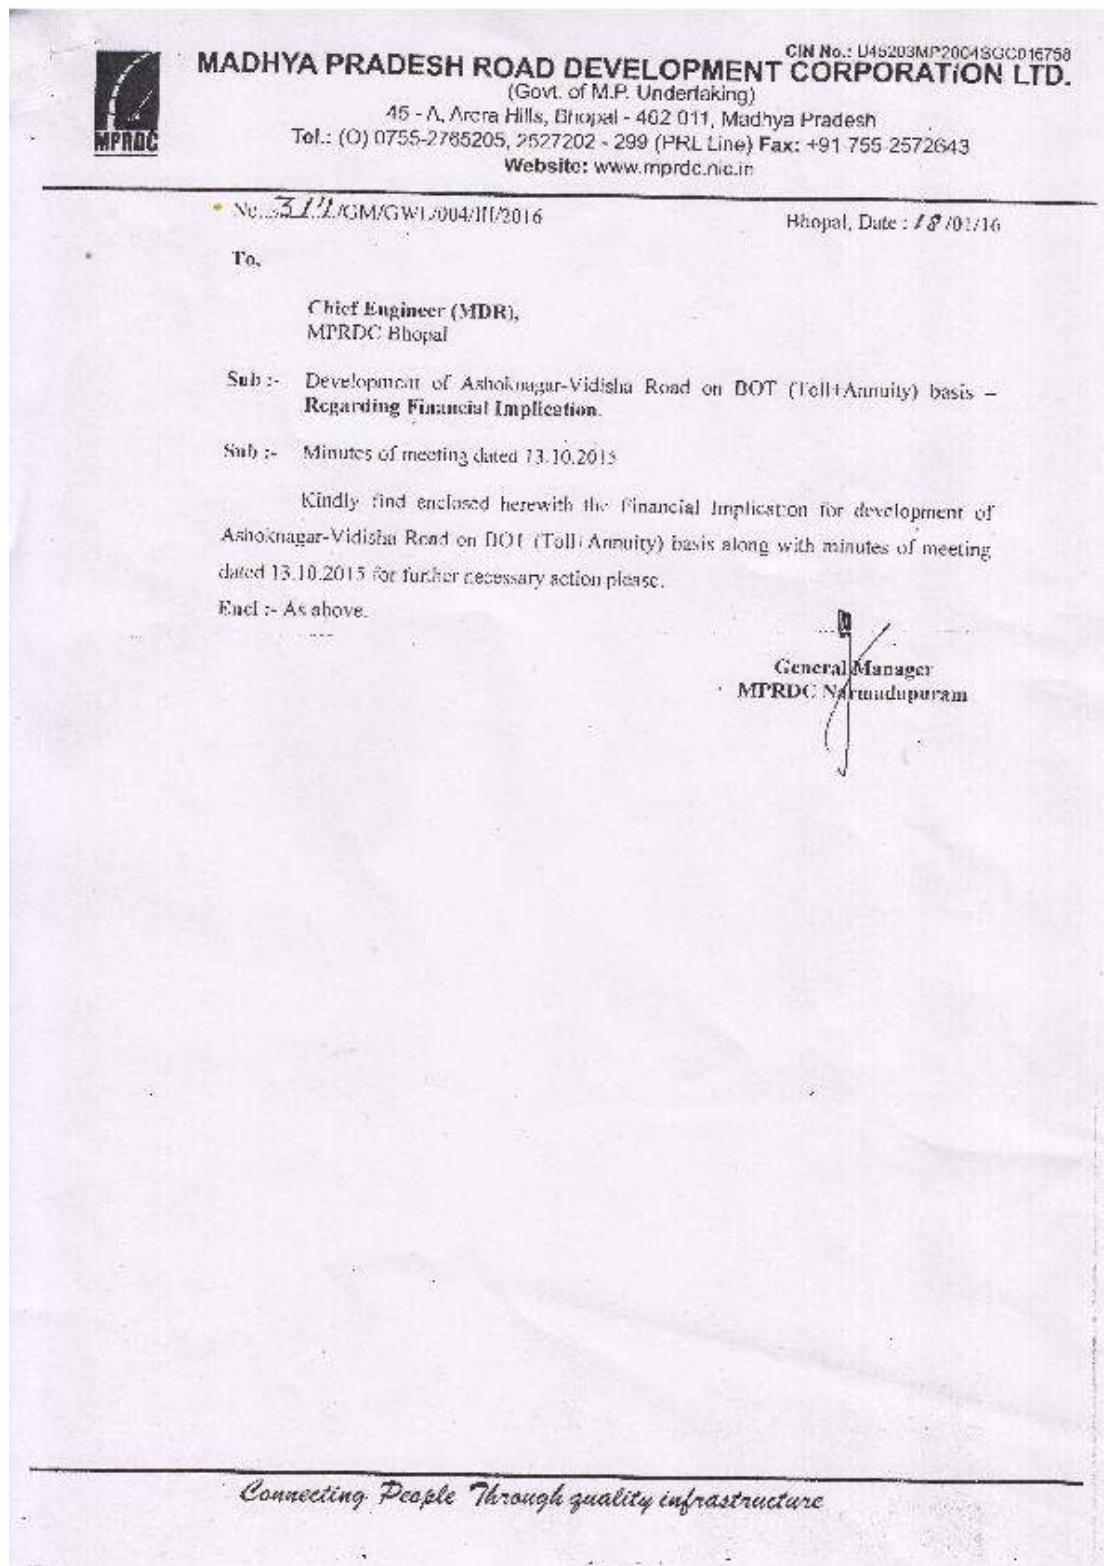 CIN No.: U45203MP2004SGC016758
MADHYA PRADESH ROAD DEVELOPMENT CORPORATION LTD.
(Govt. of M.P. Undertaking)
45 - A, Arera Hills, Bhopal - 462 011, Madhya Pradesh
Tel.: (O) 0755-2765205, 2527202 - 299 (PRL Line) Fax: +91-755-2572643
Website: www.mprdc.nic.in
MPRDC
No. /GM/GWL/004/III/2016
Bhopal, Date : 18/01/16
To,
Chief Engineer (MDR),
MPRDC Bhopal
Sub :- Development of Ashoknagar-Vidisha Road on BOT (Toll+Annuity) basis –
Regarding Financial Implication.
Sub :- Minutes of meeting dated 13.10.2015
Kindly find enclosed herewith the Financial Implication for development of
Ashoknagar-Vidisha Road on BOT (Toll+Annuity) basis along with minutes of meeting
dated 13.10.2015 for further necessary action please.
Encl :- As above.
General Manager
MPRDC Narmadapuram
Connecting People Through quality infrastructure